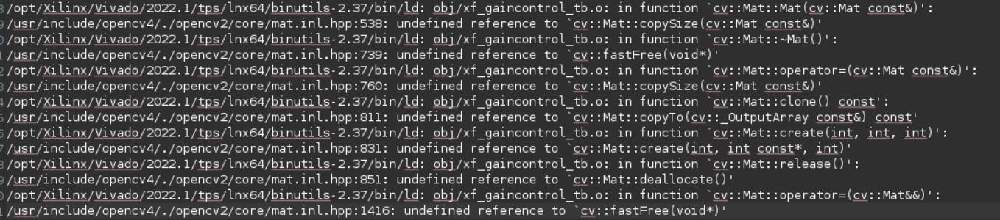 /opt/Xilinx/Vivado/2022.1/tps/lnx64/binutils-2.37/bin/ld: obj/xf_gaincontrol_tb.o: in function `cv::Mat::Mat(cv::Mat const&)':
/usr/include/opencv4/./opencv2/core/mat.inl.hpp:538: undefined reference to `cv::Mat::copySize(cv::Mat const&)'
/opt/Xilinx/Vivado/2022.1/tps/lnx64/binutils-2.37/bin/ld: obj/xf_gaincontrol_tb.o: in function `cv::Mat::~Mat()':
/usr/include/opencv4/./opencv2/core/mat.inl.hpp:739: undefined reference to `cv::fastFree(void*)'
/opt/Xilinx/Vivado/2022.1/tps/lnx64/binutils-2.37/bin/ld: obj/xf_gaincontrol_tb.o: in function `cv::Mat::operator=(cv::Mat const&)':
/usr/include/opencv4/./opencv2/core/mat.inl.hpp:760: undefined reference to `cv::Mat::copySize(cv::Mat const&)'
/opt/Xilinx/Vivado/2022.1/tps/lnx64/binutils-2.37/bin/ld: obj/xf_gaincontrol_tb.o: in function `cv::Mat::clone() const':
/usr/include/opencv4/./opencv2/core/mat.inl.hpp:811: undefined reference to `cv::Mat::copyTo(cv::_OutputArray const&) const'
/opt/Xilinx/Vivado/2022.1/tps/lnx64/binutils-2.37/bin/ld: obj/xf_gaincontrol_tb.o: in function `cv::Mat::create(int, int, int)':
/usr/include/opencv4/./opencv2/core/mat.inl.hpp:831: undefined reference to `cv::Mat::create(int, int const*, int)'
/opt/Xilinx/Vivado/2022.1/tps/lnx64/binutils-2.37/bin/ld: obj/xf_gaincontrol_tb.o: in function `cv::Mat::release()':
/usr/include/opencv4/./opencv2/core/mat.inl.hpp:851: undefined reference to `cv::Mat::deallocate()'
/opt/Xilinx/Vivado/2022.1/tps/lnx64/binutils-2.37/bin/ld: obj/xf_gaincontrol_tb.o: in function `cv::Mat::operator=(cv::Mat&&)':
/usr/include/opencv4/./opencv2/core/mat.inl.hpp:1416: undefined reference to `cv::fastFree(void*)'